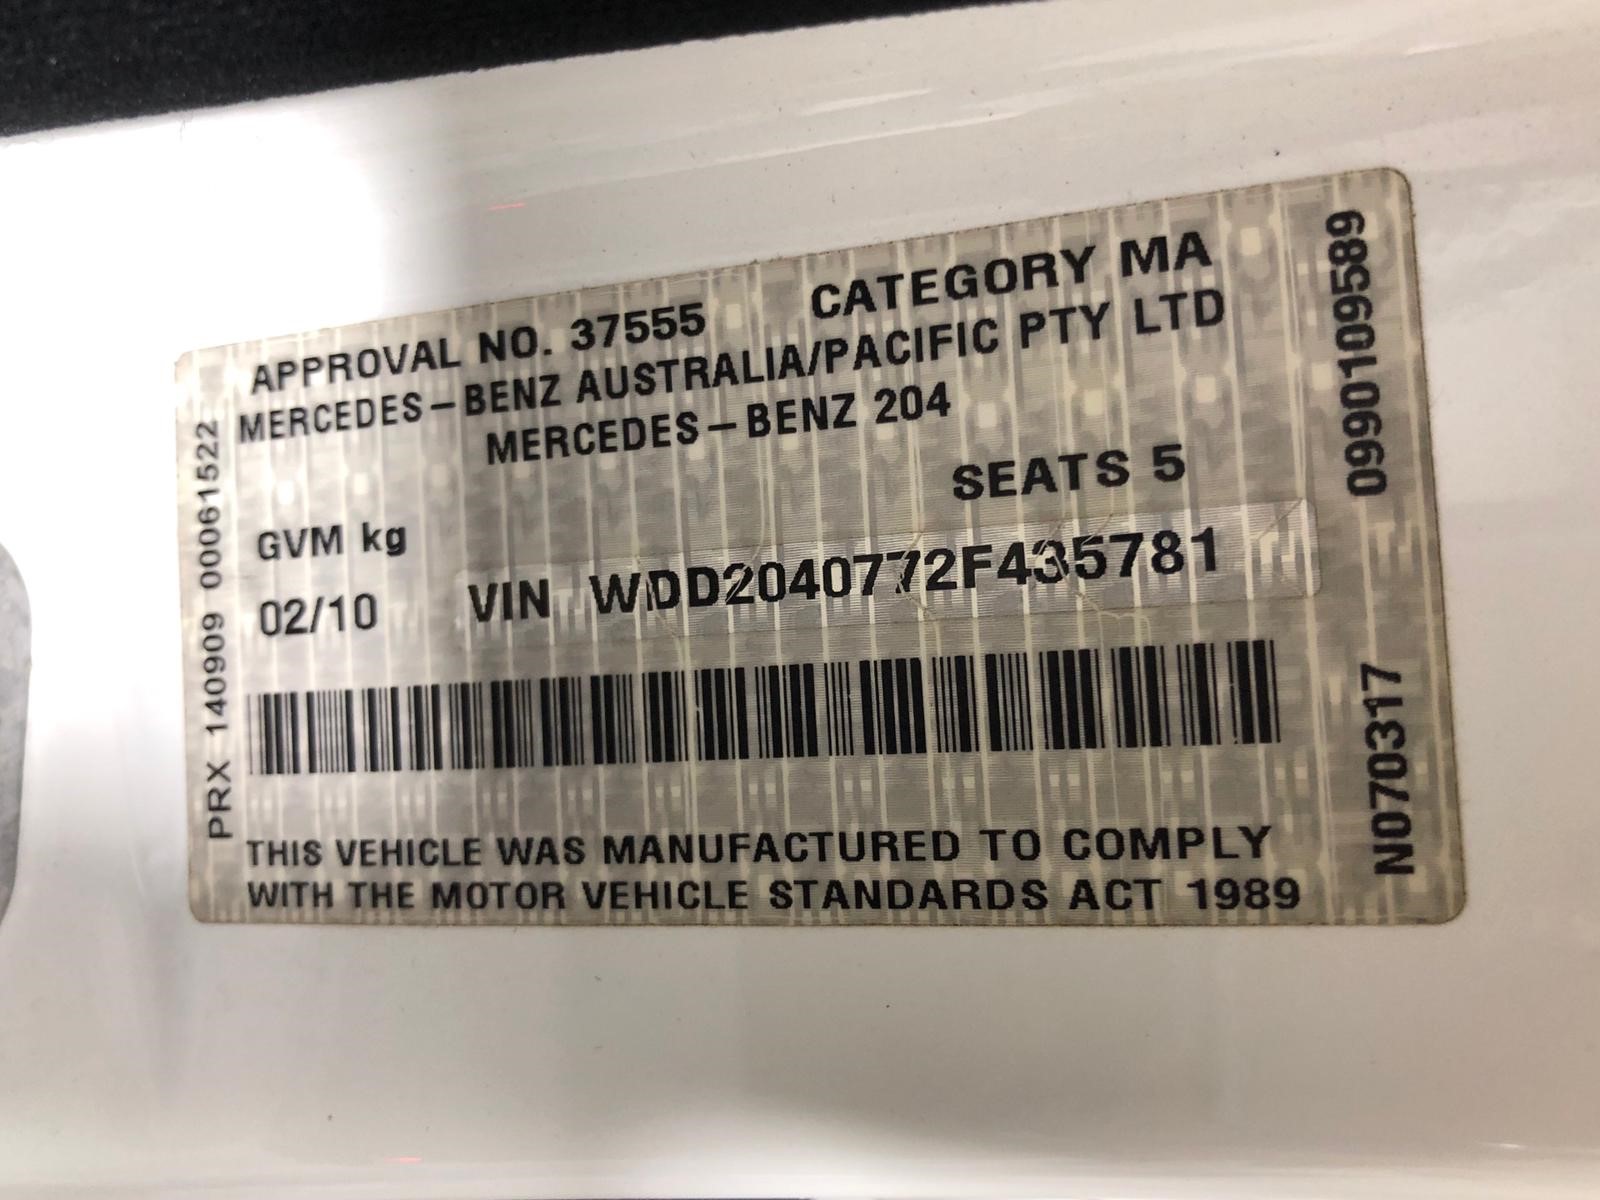 APPROVAL NO. 37555 CATEGORY MA
MERCEDES-BENZ AUSTRALIA/PACIFIC PTY LTD
MERCEDES-BENZ 204
SEATS 5
GVM kg
02/10 VIN WDD2040772F435781
THIS VEHICLE WAS MANUFACTURED TO COMPLY
WITH THE MOTOR VEHICLE STANDARDS ACT 1989
PRX 140909 00061522
N070317 0990109589